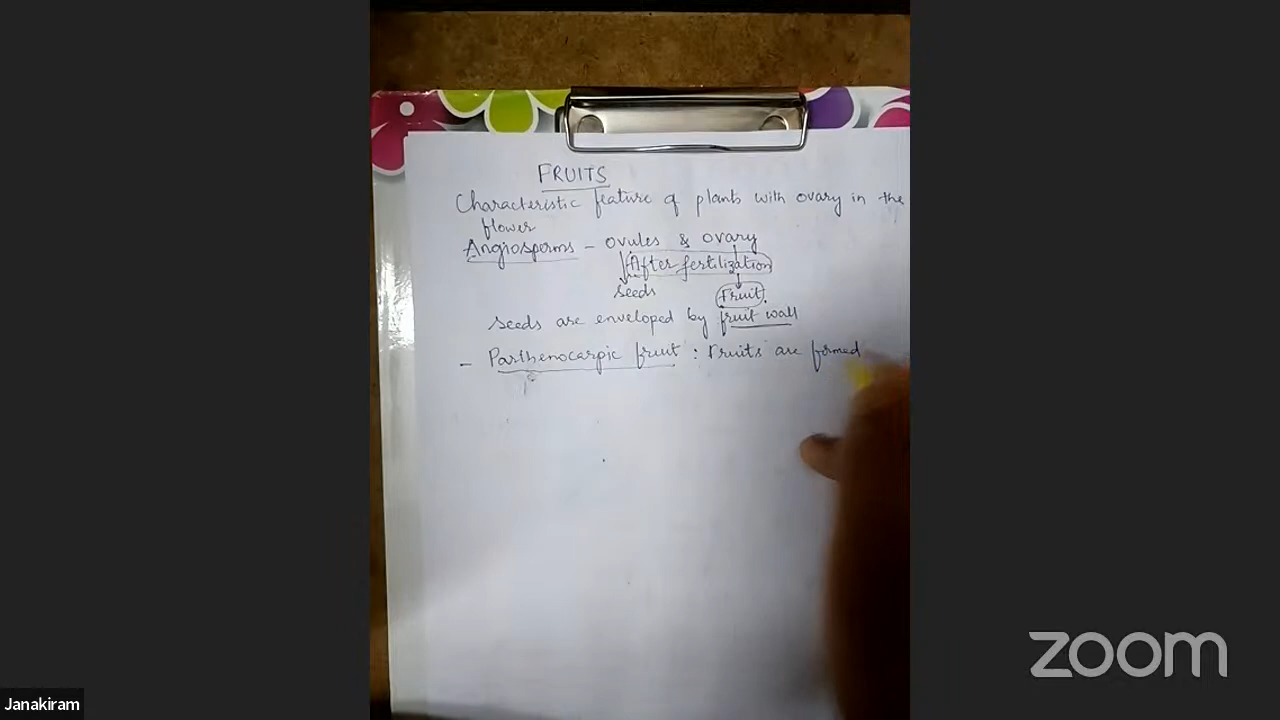 FRUITS
Characteristic feature of plants with ovary in the
flower
Angiosperms - ovules & ovary
After fertilization
seeds Fruit
seeds are enveloped by fruit wall
- Parthenocarpic fruit : Fruits are formed
zoom
Janakiram